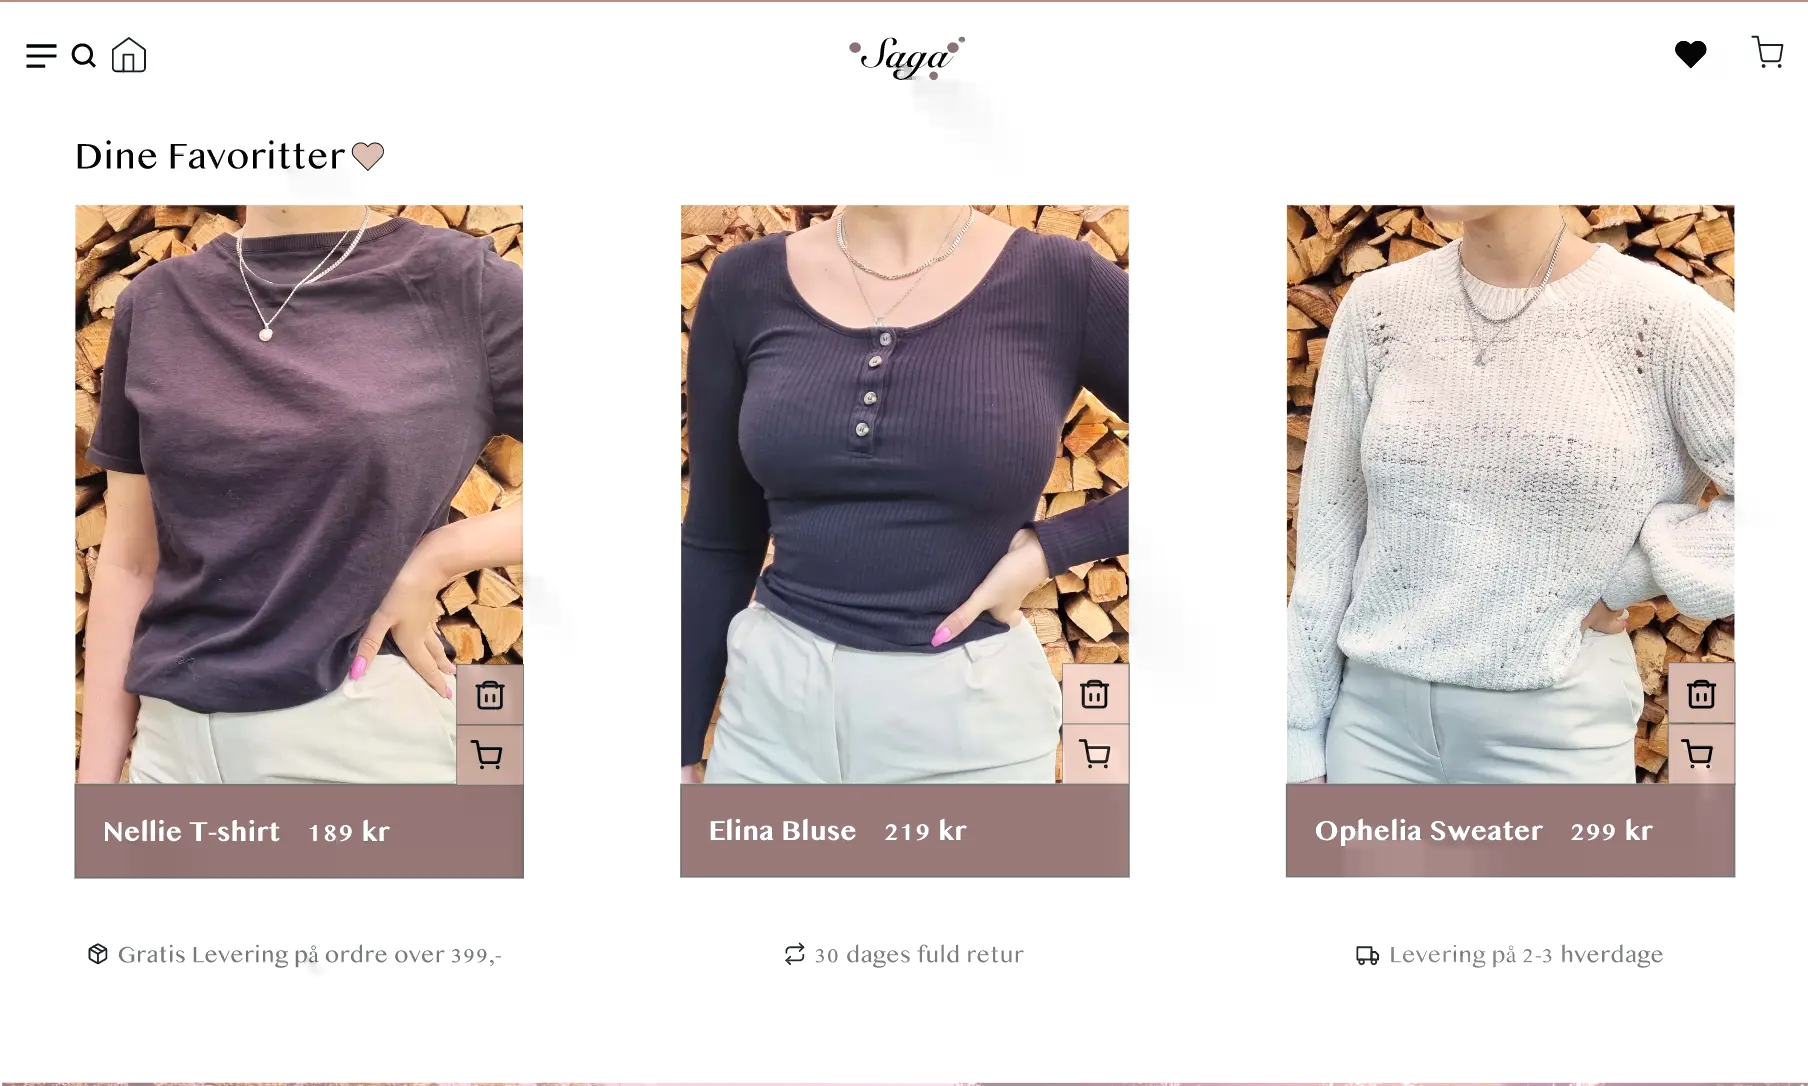 Saga
Dine Favoritter
Nellie T-shirt 189 kr
Elina Bluse 219 kr
Ophelia Sweater 299 kr
Gratis Levering på ordre over 399,-
30 dages fuld retur
Levering på 2-3 hverdage